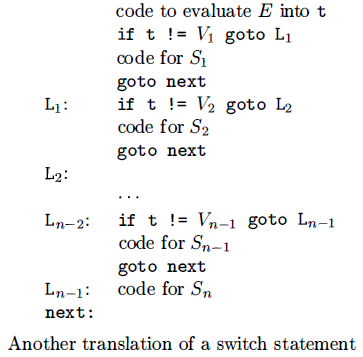 code to evaluate E into t
if t != V₁ goto L₁
code for S₁
goto next
L₁: if t != V₂ goto L₂
code for S₂
goto next
L₂:
...
Lₙ₋₂: if t != Vₙ₋₁ goto Lₙ₋₁
code for Sₙ₋₁
goto next
Lₙ₋₁: code for Sₙ
next:
Another translation of a switch statement